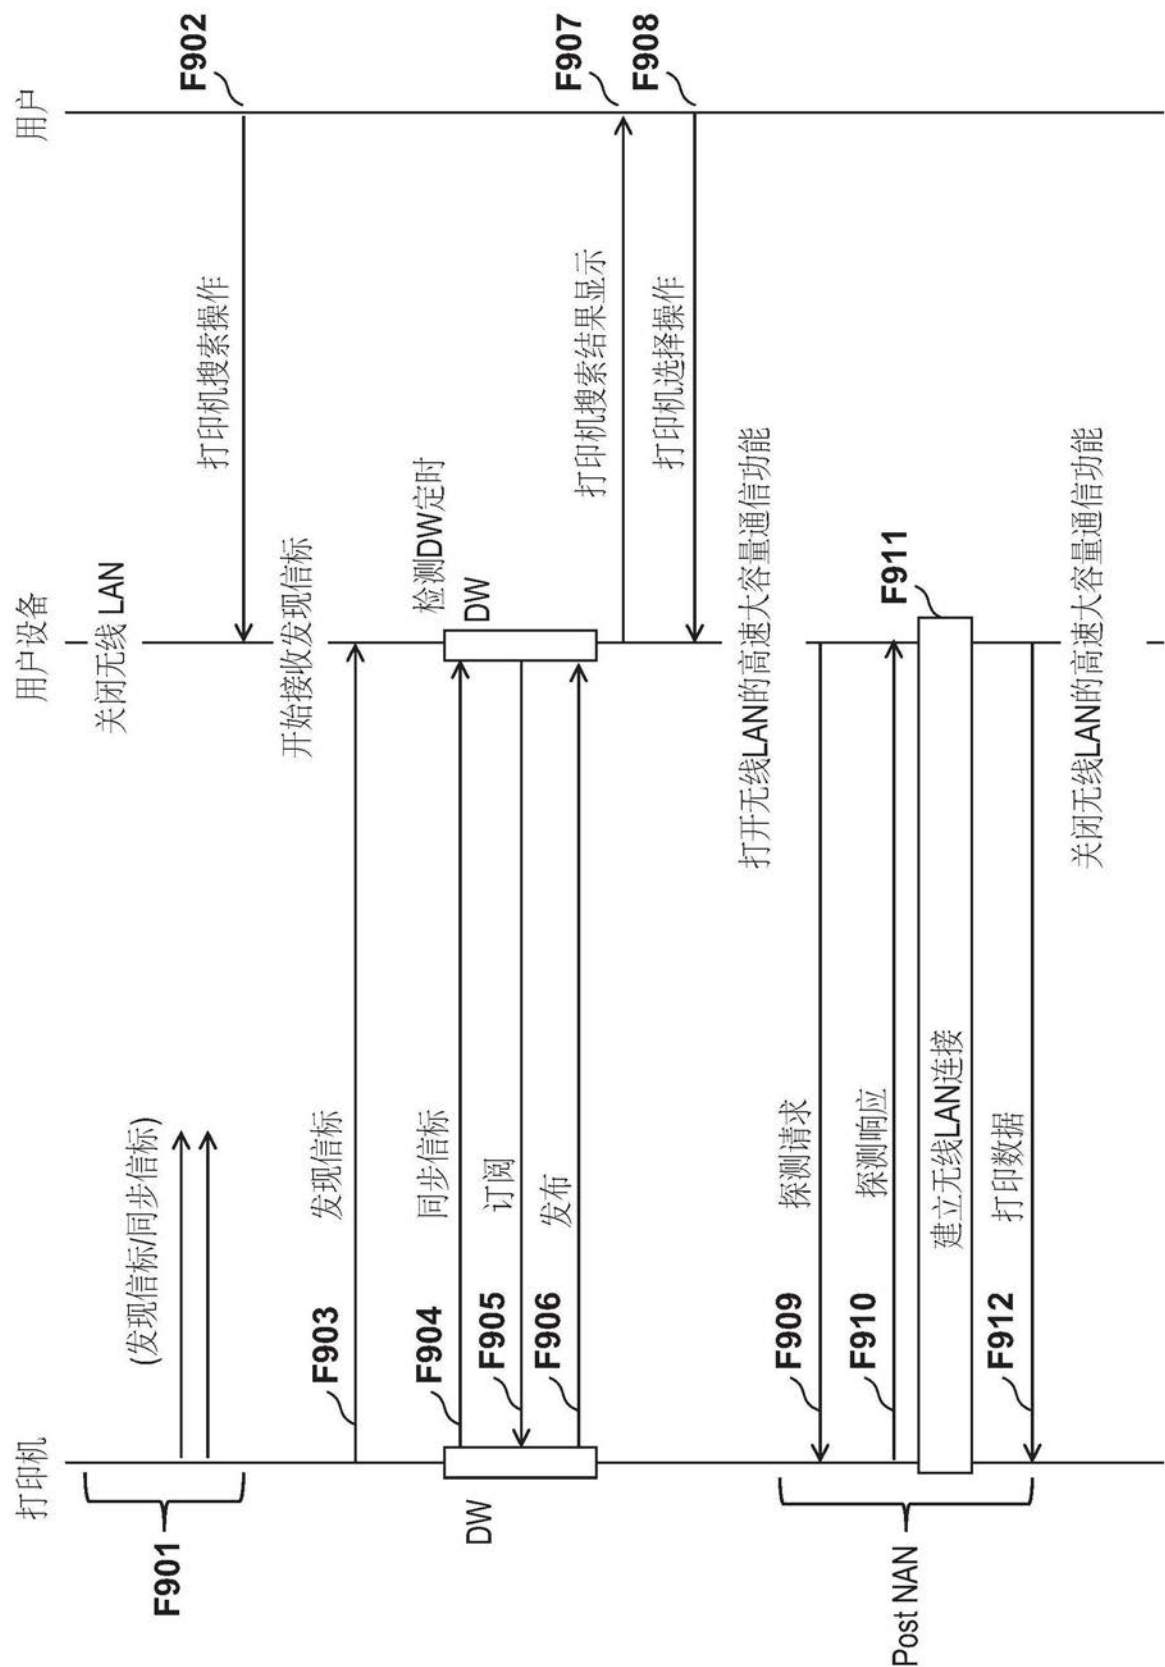 打印机
用户设备
用户
关闭无线 LAN
F901
(发现信标/同步信标)
F902
打印机搜索操作
开始接收发现信标
F903
发现信标
检测DW定时
DW
DW
F904
同步信标
F905
订阅
F906
发布
F907
打印机搜索结果显示
F908
打印机选择操作
打开无线LAN的高速大容量通信功能
Post NAN
F909
探测请求
F910
探测响应
F911
建立无线LAN连接
F912
打印数据
关闭无线LAN的高速大容量通信功能